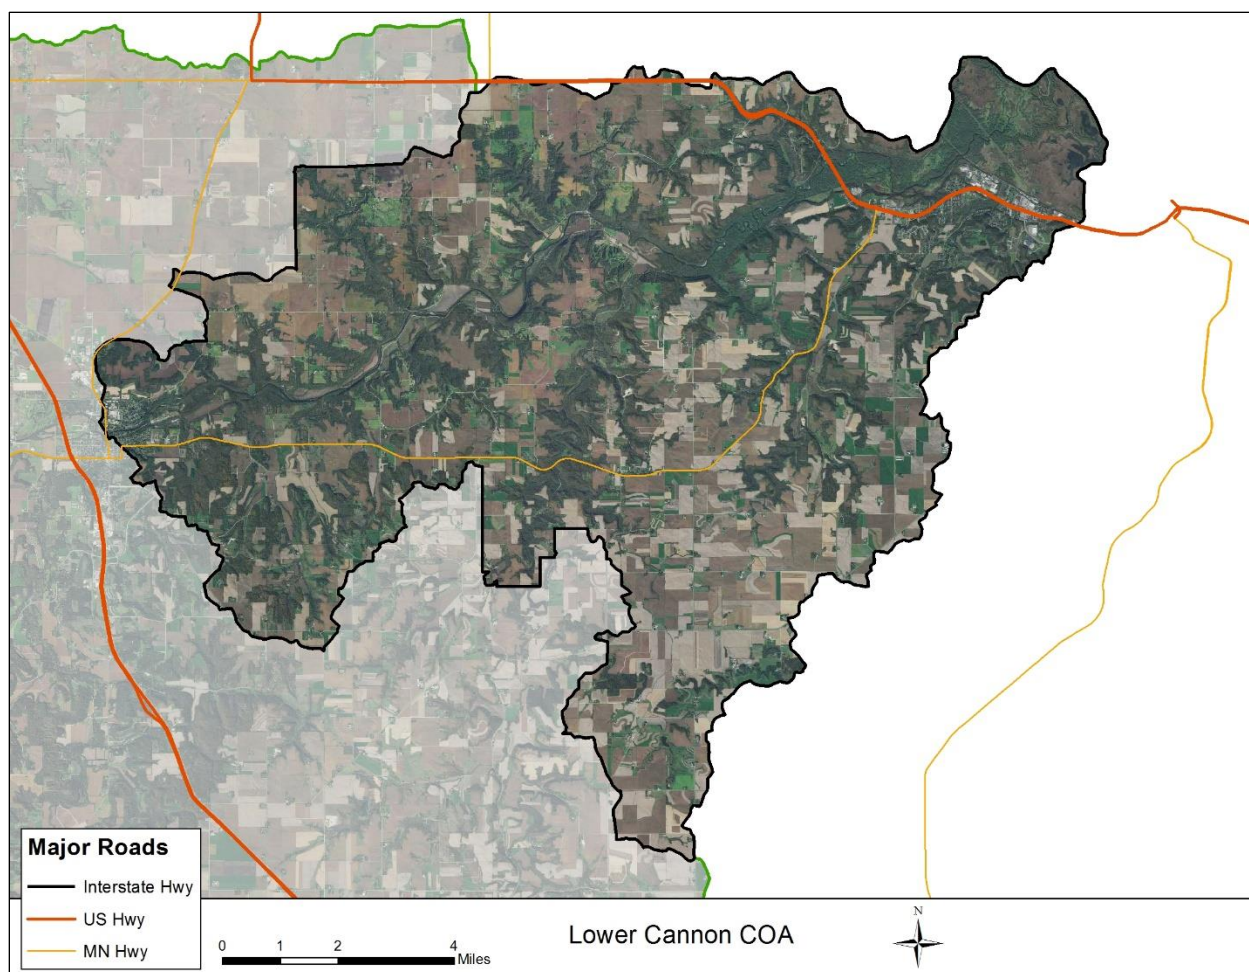 Major Roads
Interstate Hwy
US Hwy
MN Hwy
0 1 2 4
Miles
Lower Cannon COA
N